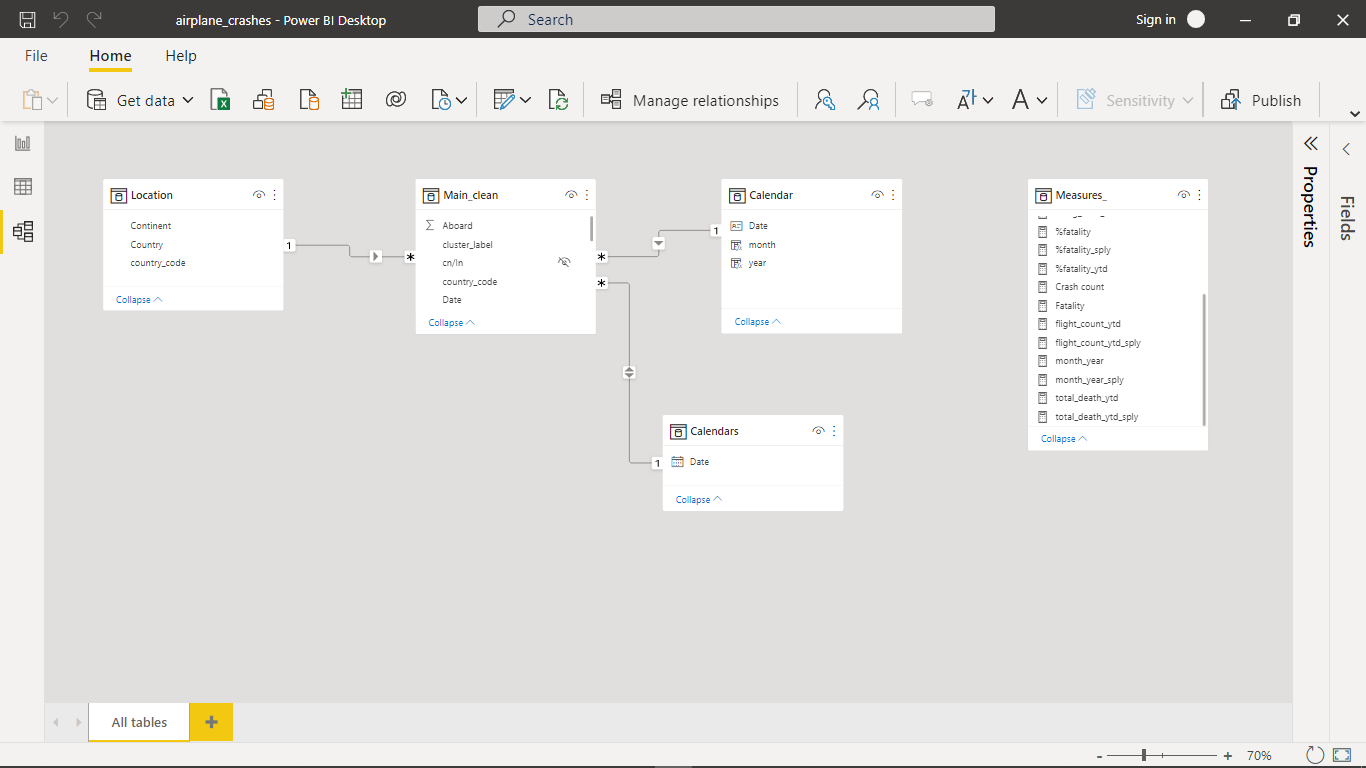 airplane_crashes - Power BI Desktop
Search
Sign in
File
Home
Help
Get data
Manage relationships
Sensitivity
Publish
Location
Continent
Country
country_code
Collapse
1
*
Main_clean
Aboard
cluster_label
cn/ln
country_code
Date
Collapse
*
*
1
Calendar
Date
month
year
Collapse
1
Calendars
Date
Collapse
Measures_
%fatality
%fatality_sply
%fatality_ytd
Crash count
Fatality
flight_count_ytd
flight_count_ytd_sply
month_year
month_year_sply
total_death_ytd
total_death_ytd_sply
Collapse
Properties
Fields
All tables
- + 70%